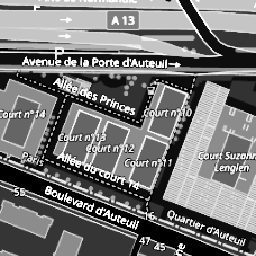 A 13
P
Avenue de la Porte d'Auteuil
Allée des Princes
Court n°14
Court n°10
Court n°13
Court n°12
Court n°11
Court Suzanne
Lenglen
Paris
Allée du court 14
55
Boulevard d'Auteuil
6
Quartier d'Auteuil
47
45